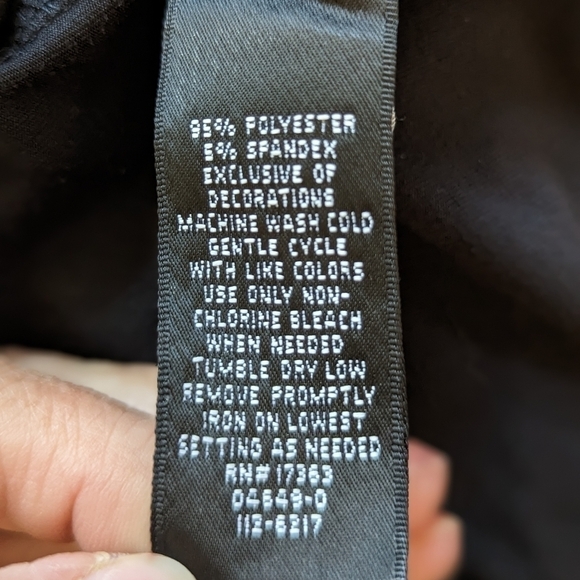 95% POLYESTER
5% SPANDEX
EXCLUSIVE OF
DECORATIONS
MACHINE WASH COLD
GENTLE CYCLE
WITH LIKE COLORS
USE ONLY NON-
CHLORINE BLEACH
WHEN NEEDED
TUMBLE DRY LOW
REMOVE PROMPTLY
IRON ON LOWEST
SETTING AS NEEDED
RN# 17363
04649-0
112-6217